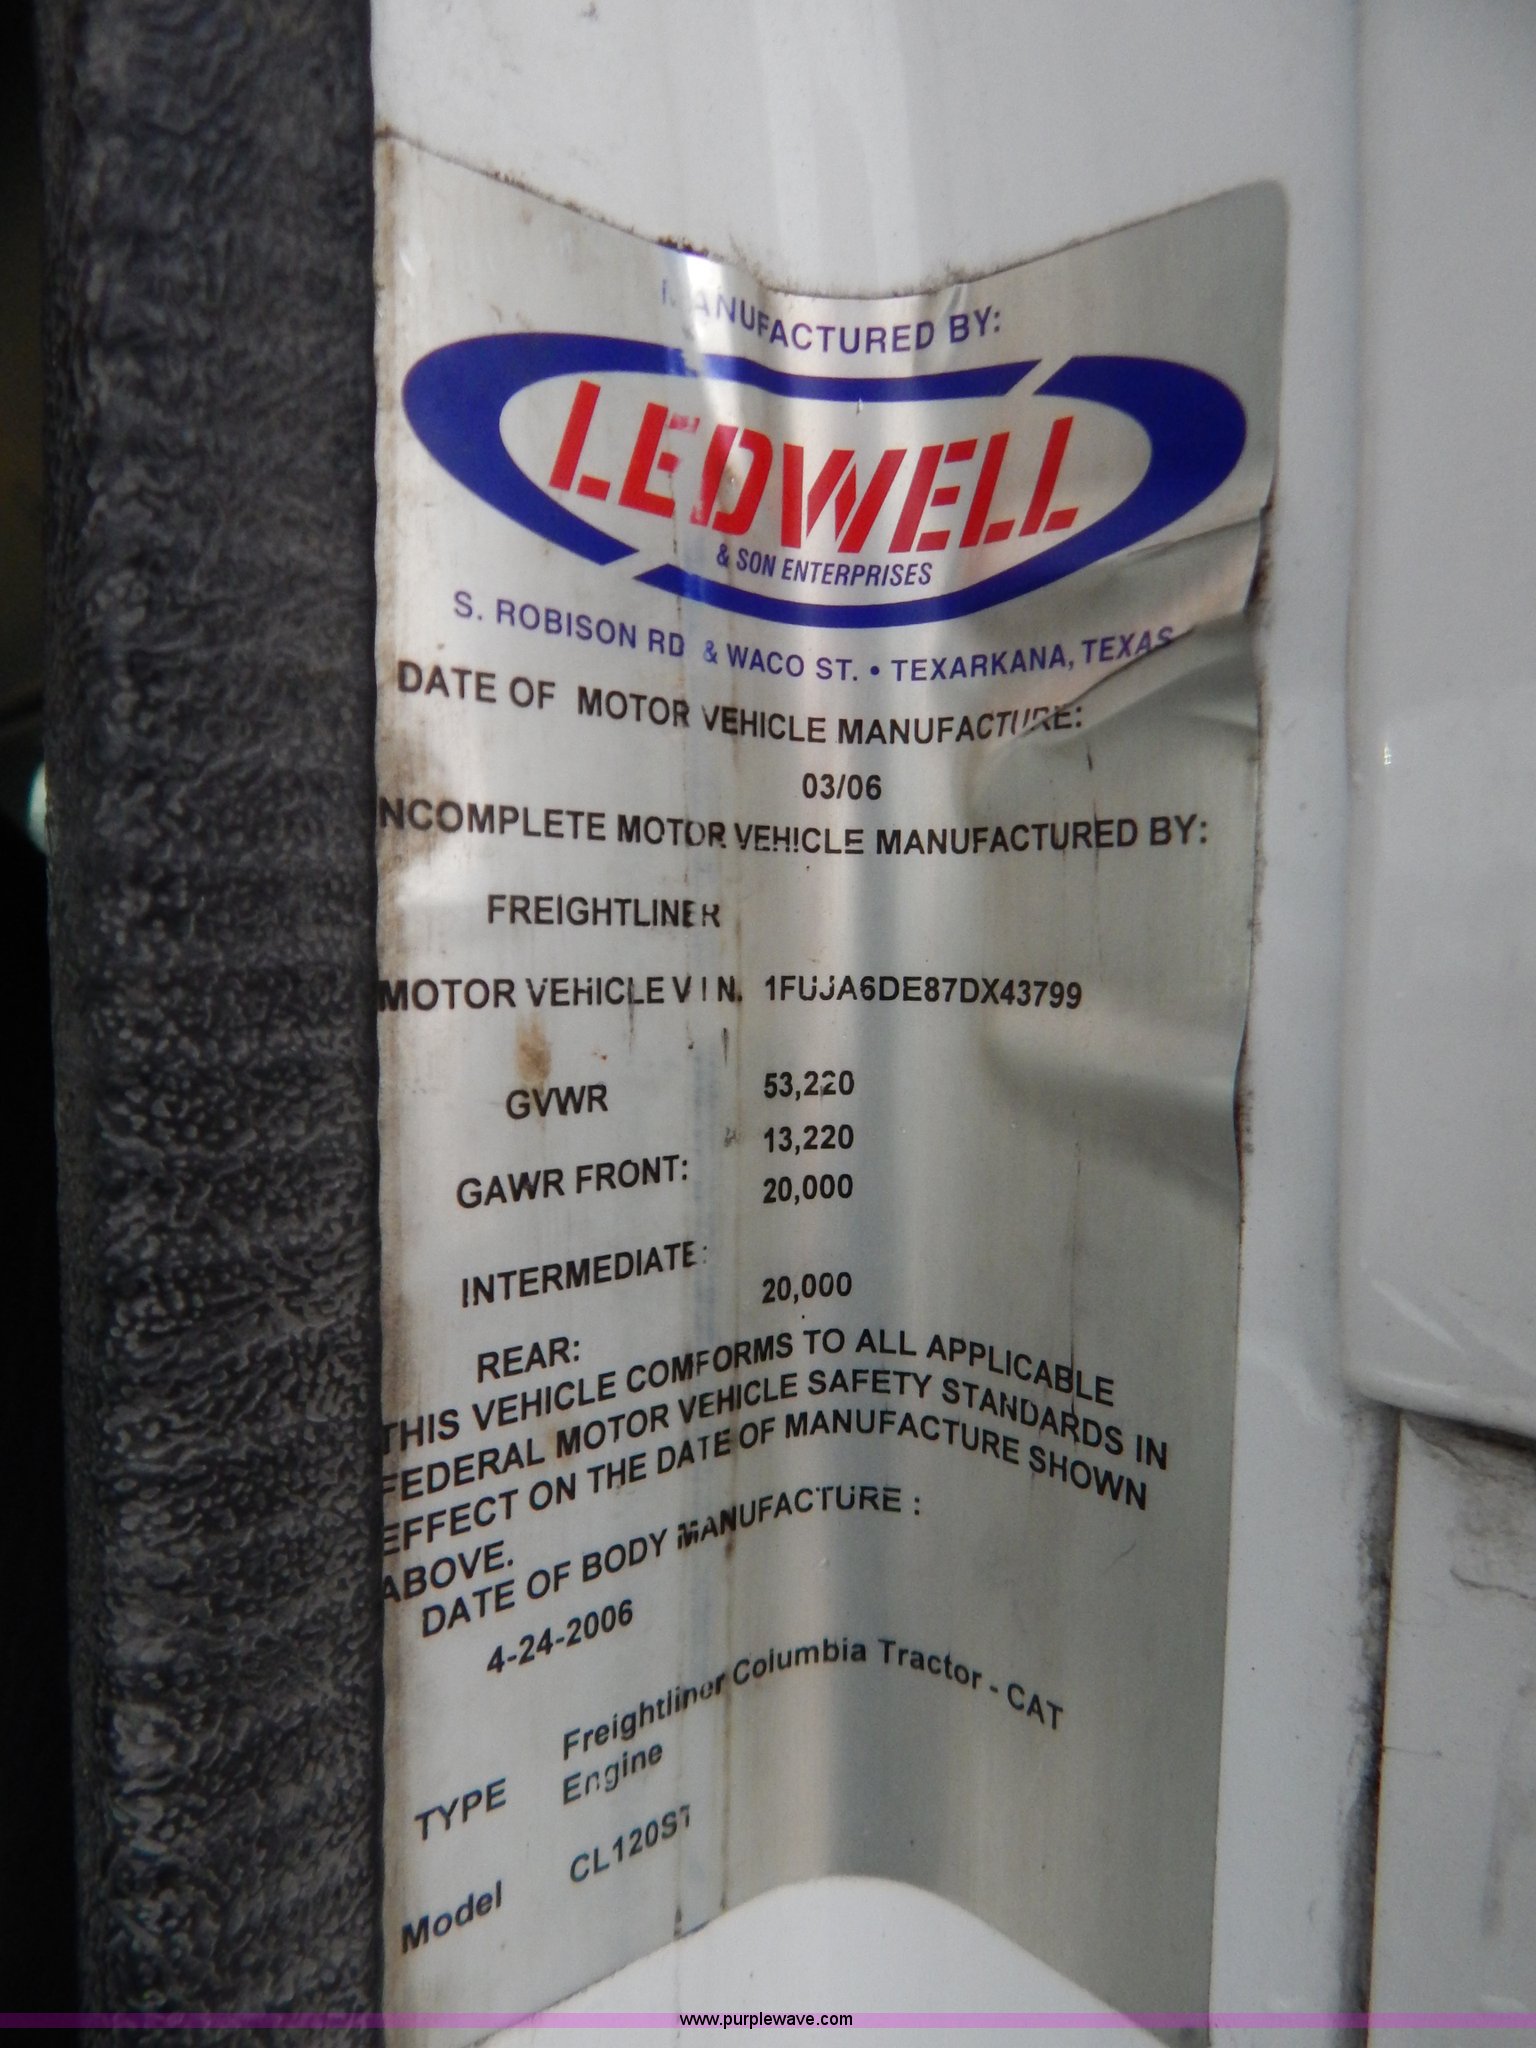 MANUFACTURED BY:
LEDWELL
& SON ENTERPRISES
S. ROBISON RD & WACO ST. • TEXARKANA, TEXAS
DATE OF MOTOR VEHICLE MANUFACTURE:
03/06
NCOMPLETE MOTOR VEHICLE MANUFACTURED BY:
FREIGHTLINER
MOTOR VEHICLE V I N. 1FUJA6DE87DX43799
GVWR 53,220
13,220
GAWR FRONT: 20,000
INTERMEDIATE: 20,000
REAR:
THIS VEHICLE COMFORMS TO ALL APPLICABLE
FEDERAL MOTOR VEHICLE SAFETY STANDARDS IN
EFFECT ON THE DATE OF MANUFACTURE SHOWN
ABOVE.
DATE OF BODY MANUFACTURE :
4-24-2006
TYPE Freightliner Columbia Tractor - CAT
Engine
Model CL120ST
www.purplewave.com